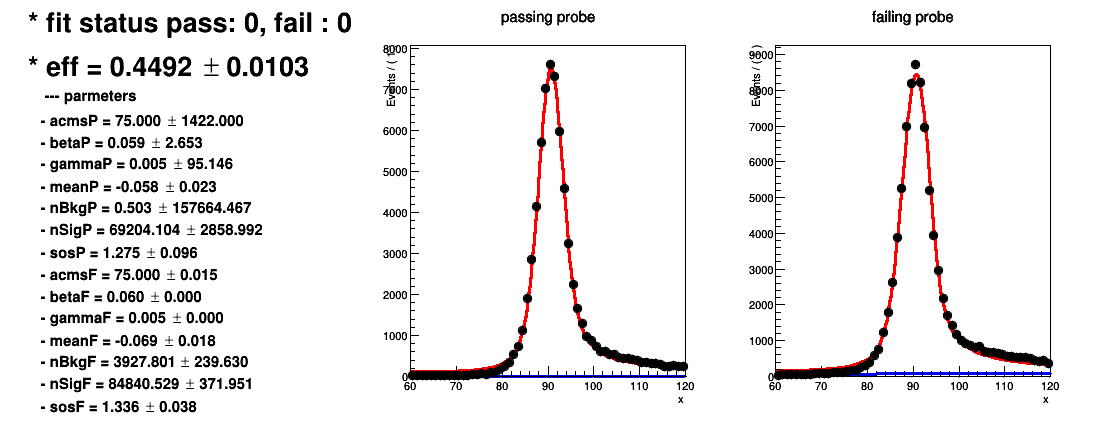 * fit status pass: 0, fail : 0
* eff = 0.4492 ± 0.0103
--- parmeters
- acmsP = 75.000 ± 1422.000
- betaP = 0.059 ± 2.653
- gammaP = 0.005 ± 95.146
- meanP = -0.058 ± 0.023
- nBkgP = 0.503 ± 157664.467
- nSigP = 69204.104 ± 2858.992
- sosP = 1.275 ± 0.096
- acmsF = 75.000 ± 0.015
- betaF = 0.060 ± 0.000
- gammaF = 0.005 ± 0.000
- meanF = -0.069 ± 0.018
- nBkgF = 3927.801 ± 239.630
- nSigF = 84840.529 ± 371.951
- sosF = 1.336 ± 0.038
passing probe
Events / (
8000
7000
6000
5000
4000
3000
2000
1000
0
60 70 80 90 100 110 120
x
failing probe
Events / ( )
9000
8000
7000
6000
5000
4000
3000
2000
1000
0
60 70 80 90 100 110 120
x